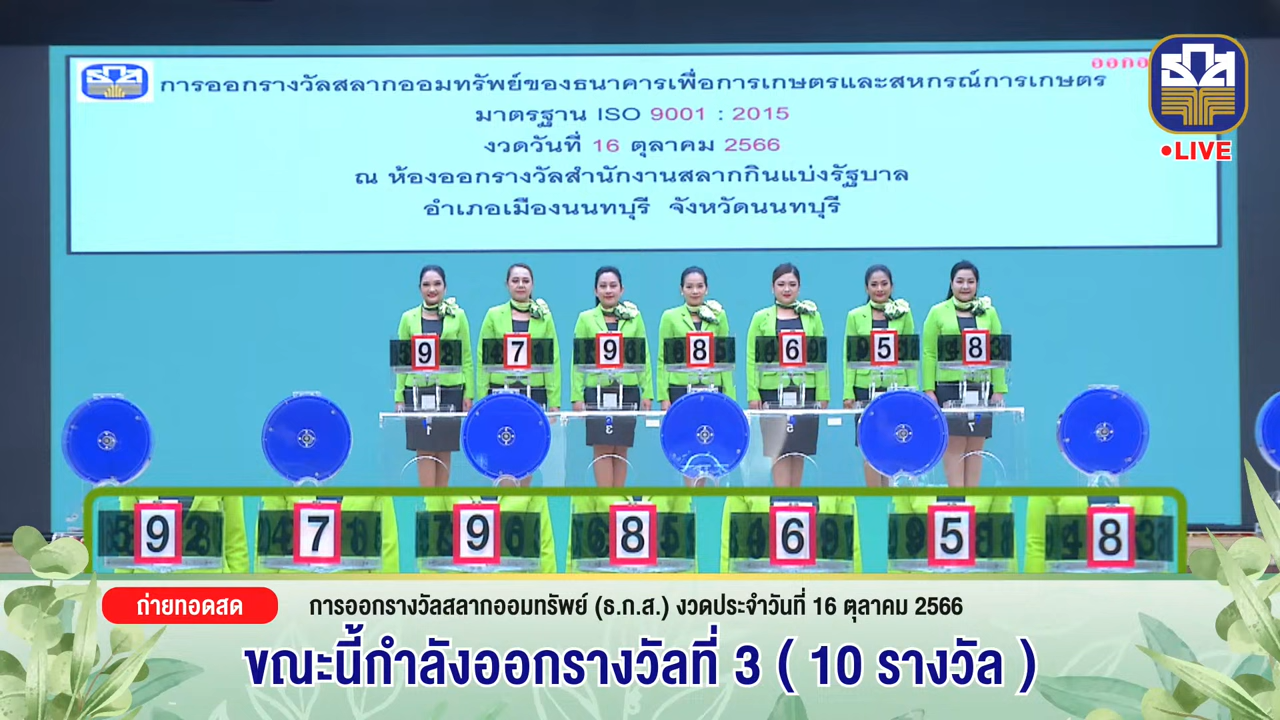 ออกอ
ธกส
การออกรางวัลสลากออมทรัพย์ของธนาคารเพื่อการเกษตรและสหกรณ์การเกษตร
มาตรฐาน ISO 9001 : 2015
งวดวันที่ 16 ตุลาคม 2566
ณ ห้องออกรางวัลสำนักงานสลากกินแบ่งรัฐบาล
อำเภอเมืองนนทบุรี จังหวัดนนทบุรี
LIVE
9 7 9 8 6 5 8
1 3 5 7
9 7 9 8 6 5 8
ถ่ายทอดสด
การออกรางวัลสลากออมทรัพย์ (ธ.ก.ส.) งวดประจำวันที่ 16 ตุลาคม 2566
ขณะนี้กำลังออกรางวัลที่ 3 ( 10 รางวัล )